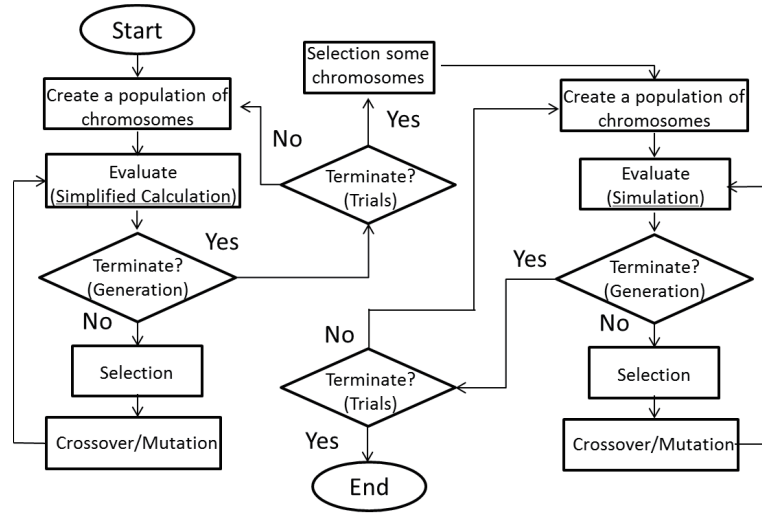 Start
Create a population of
chromosomes
Evaluate
(Simplified Calculation)
Terminate?
(Generation)
Yes
No
Selection
Crossover/Mutation
Selection some
chromosomes
Yes
No
Terminate?
(Trials)
Create a population of
chromosomes
Evaluate
(Simulation)
Terminate?
(Generation)
Yes
No
Selection
Crossover/Mutation
No
Terminate?
(Trials)
Yes
End